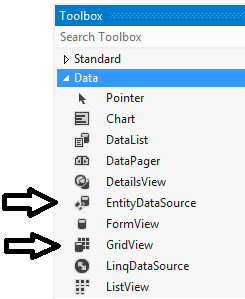 Toolbox
Search Toolbox
Standard
Data
Pointer
Chart
DataList
DataPager
DetailsView
EntityDataSource
FormView
GridView
LinqDataSource
ListView